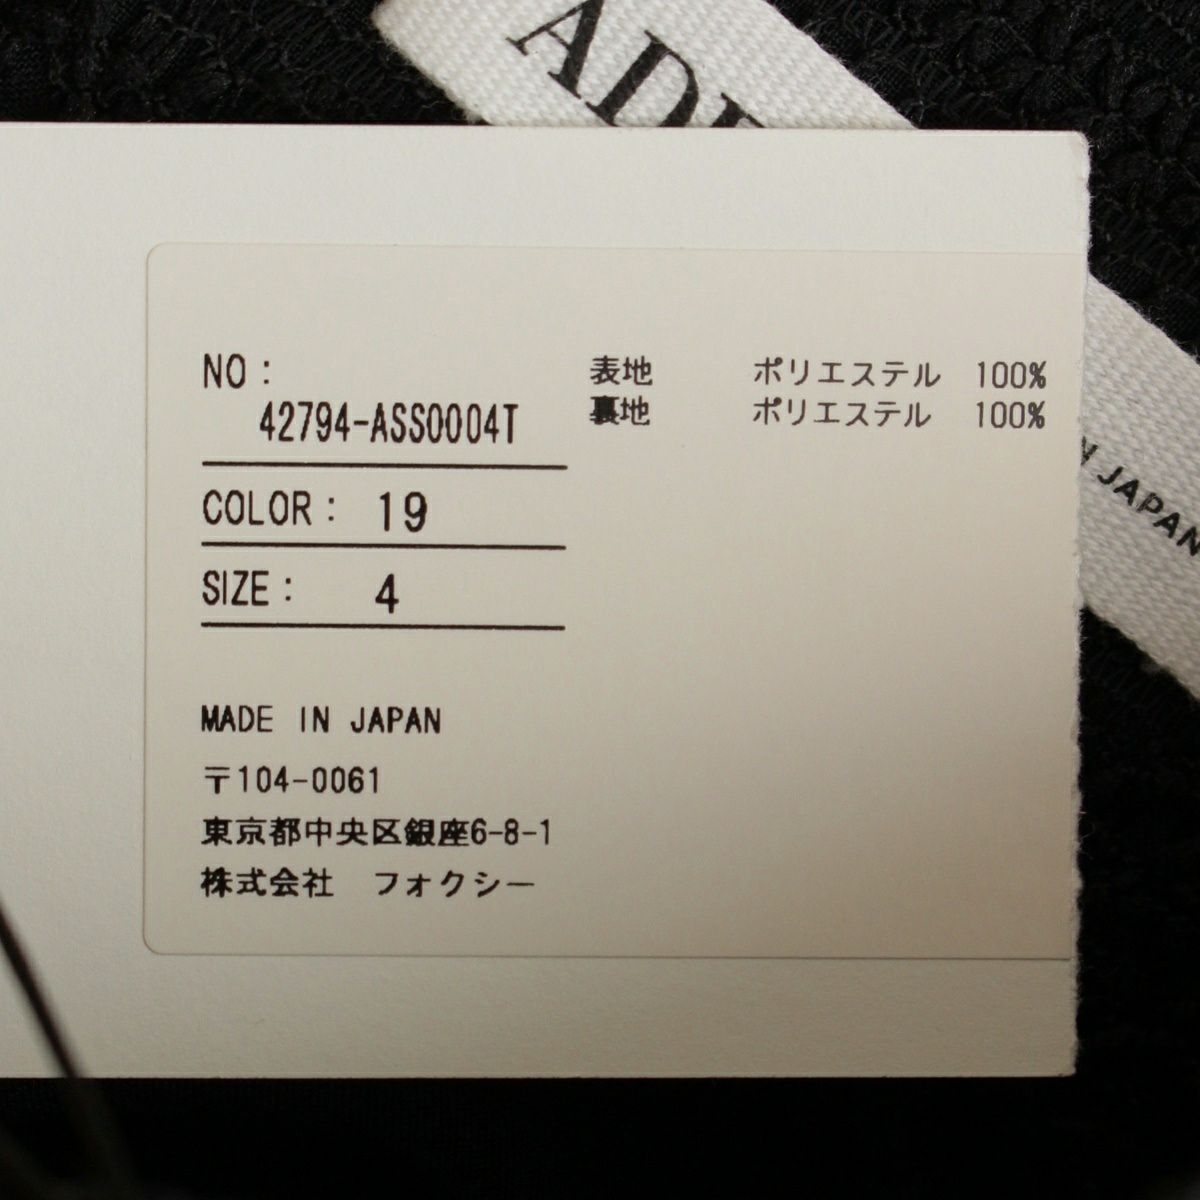 NO :
42794-ASS0004T
COLOR : 19
SIZE : 4
MADE IN JAPAN
〒104-0061
東京都中央区銀座6-8-1
株式会社　フォクシー
表地 ポリエステル 100%
裏地 ポリエステル 100%
JAPAN